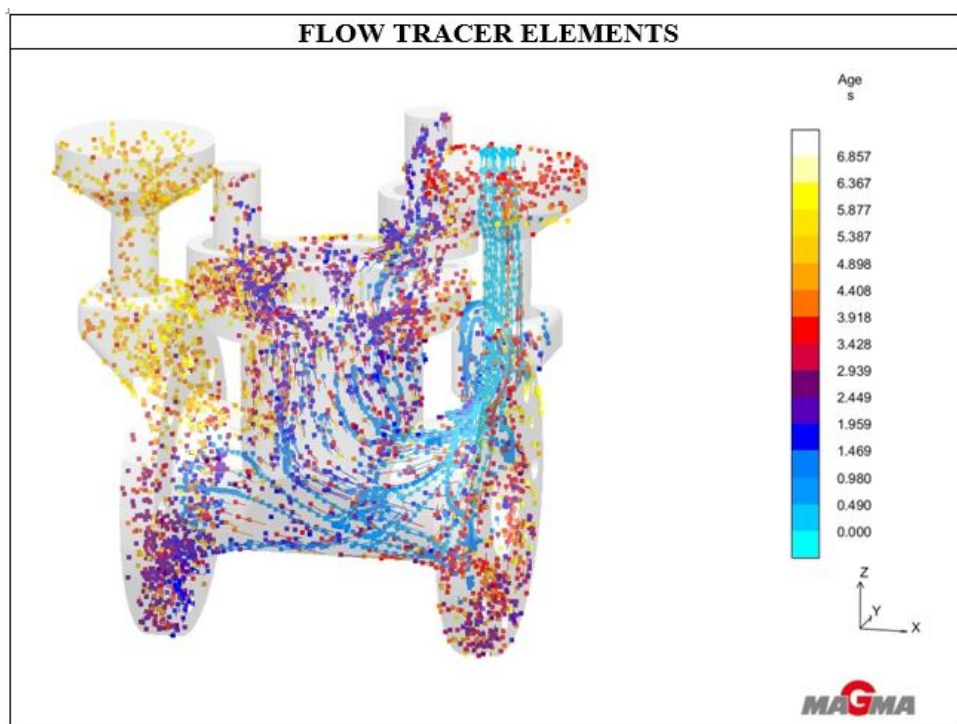 FLOW TRACER ELEMENTS
Age
s
6.857
6.367
5.877
5.387
4.898
4.408
3.918
3.428
2.939
2.449
1.959
1.469
0.980
0.490
0.000
Z
Y
X
MAGMA